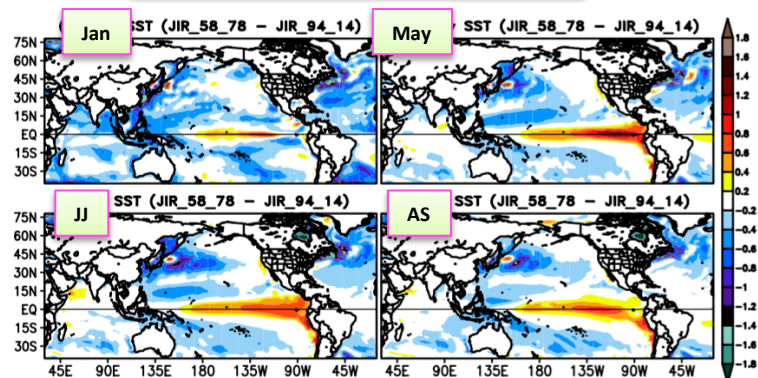 Jan
SST (JIR_58_78 − JIR_94_14)
May
SST (JIR_58_78 − JIR_94_14)
75N
60N
45N
30N
15N
EQ
15S
30S
1.8
1.6
1.4
1.2
1
0.8
0.6
0.4
0.2
−0.2
−0.4
−0.6
−0.8
−1
−1.2
−1.4
−1.6
−1.8
JJ
SST (JIR_58_78 − JIR_94_14)
AS
SST (JIR_58_78 − JIR_94_14)
75N
60N
45N
30N
15N
EQ
15S
30S
45E 90E 135E 180 135W 90W 45W
45E 90E 135E 180 135W 90W 45W